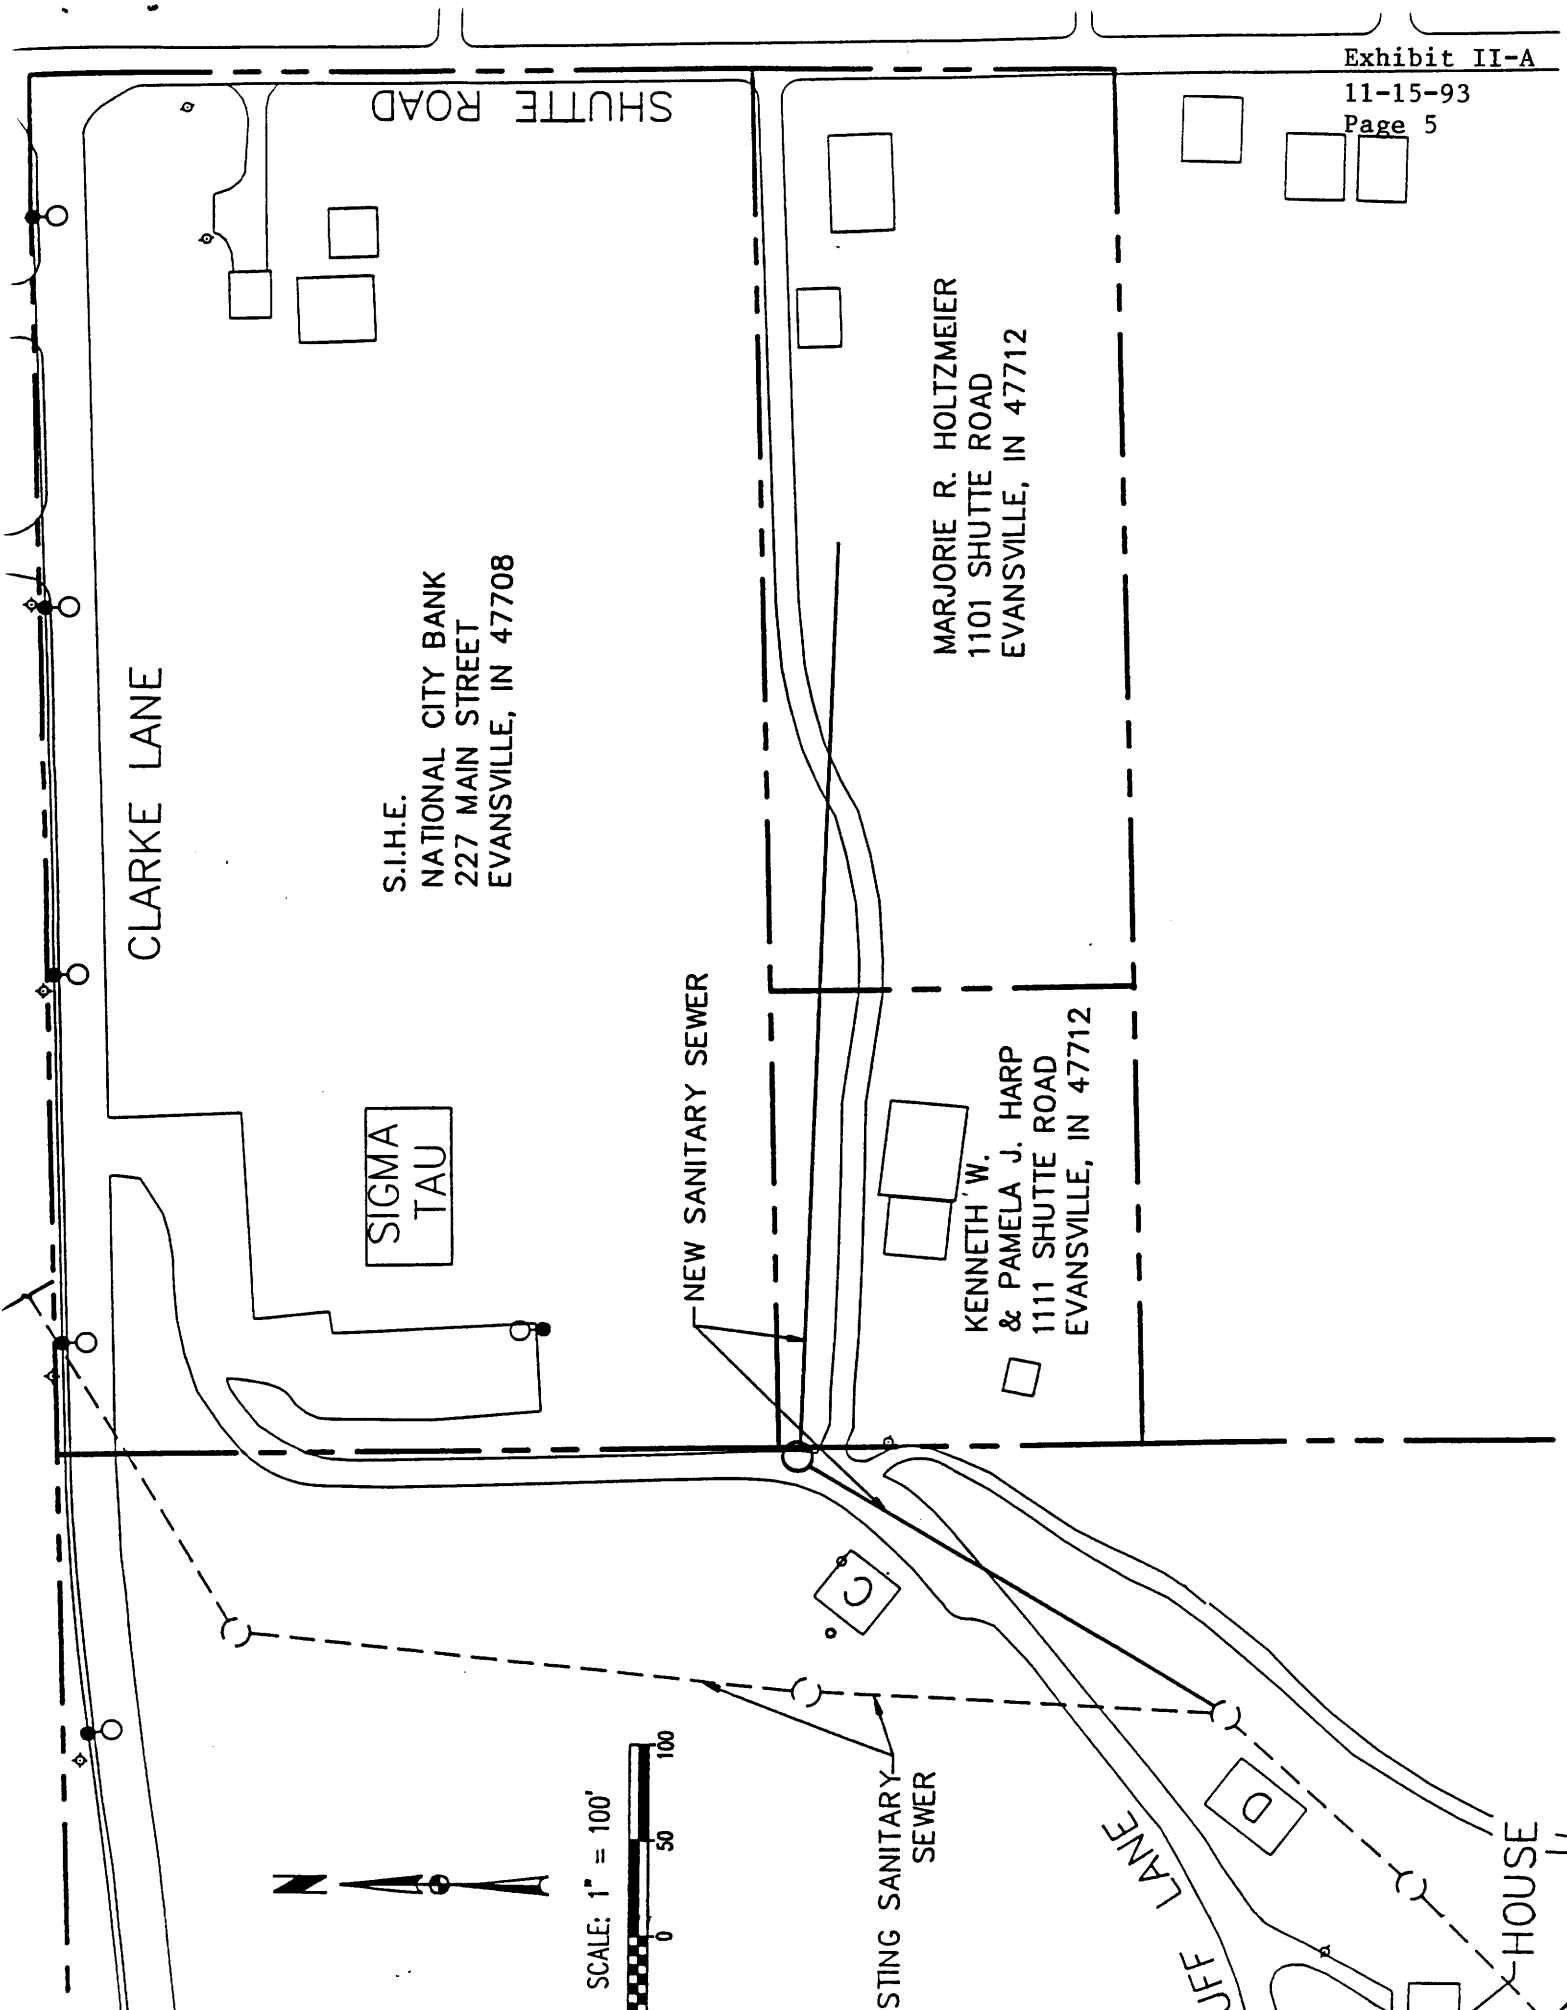 Exhibit II-A
11-15-93
Page 5
SHUTTE ROAD
CLARKE LANE
S.I.H.E.
NATIONAL CITY BANK
227 MAIN STREET
EVANSVILLE, IN 47708
MARJORIE R. HOLTZMEIER
1101 SHUTTE ROAD
EVANSVILLE, IN 47712
SIGMA
TAU
NEW SANITARY SEWER
KENNETH W.
& PAMELA J. HARP
1111 SHUTTE ROAD
EVANSVILLE, IN 47712
C
D
N
SCALE: 1" = 100'
0 50 100
STING SANITARY
SEWER
UFF LANE
HOUSE